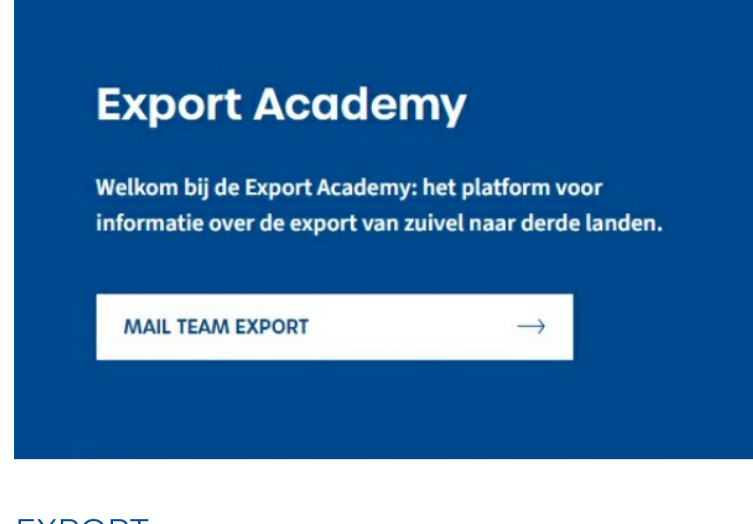 Export Academy
Welkom bij de Export Academy: het platform voor
informatie over de export van zuivel naar derde landen.
MAIL TEAM EXPORT
EXPORT